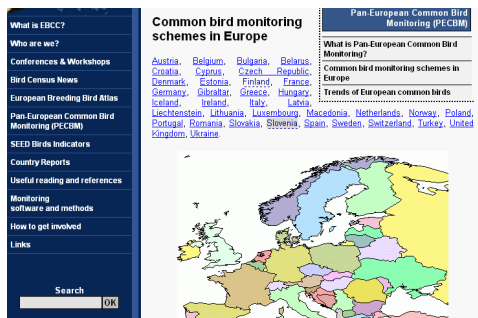 What is EBCC?
Who are we?
Conferences & Workshops
Bird Census News
European Breeding Bird Atlas
Pan-European Common Bird
Monitoring (PECBM)
SEED Birds Indicators
Country Reports
Useful reading and references
Monitoring
software and methods
How to get involved
Links
Search
OK
Common bird monitoring
schemes in Europe
Austria, Belgium, Bulgaria, Belarus,
Croatia, Cyprus, Czech Republic,
Denmark, Estonia, Finland, France,
Germany, Gibraltar, Greece, Hungary,
Iceland, Ireland, Italy, Latvia,
Liechtenstein, Lithuania, Luxembourg, Macedonia, Netherlands, Norway, Poland,
Portugal, Romania, Slovakia, Slovenia, Spain, Sweden, Switzerland, Turkey, United
Kingdom, Ukraine.
Pan-European Common Bird
Monitoring (PECBM)
What is Pan-European Common Bird
Monitoring?
Common bird monitoring schemes in
Europe
Trends of European common birds